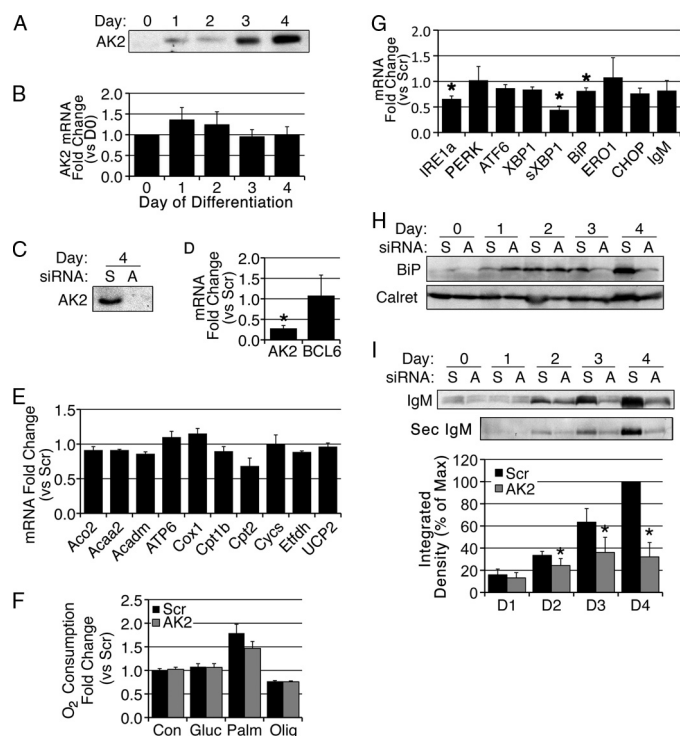 A
Day: 0 1 2 3 4
AK2
B
AK2 mRNA
Fold Change
(vs D0)
2.0
1.5
1.0
0.5
0.0
0 1 2 3 4
Day of Differentiation
C
Day: 4
siRNA: S A
AK2
D
mRNA
Fold Change
(vs Scr)
2.0
1.5
1.0
0.5
0.0
*
AK2 BCL6
E
mRNA Fold Change
(vs Scr)
1.5
1.0
0.5
0.0
Aco2 Acaa2 Acadm ATP6 Cox1 Cpt1b Cpt2 Cycs Etfdh UCP2
F
O2 Consumption
Fold Change
(vs Scr)
2.5
2.0
1.5
1.0
0.5
0.0
Scr
AK2
Con Gluc Palm Olig
G
mRNA
Fold Change
(vs Scr)
2.0
1.5
1.0
0.5
0.0
* * *
IRE1a PERK ATF6 XBP1 sXBP1 BiP ERO1 CHOP IgM
H
Day: 0 1 2 3 4
siRNA: S A S A S A S A S A
BiP
Calret
I
Day: 0 1 2 3 4
siRNA: S A S A S A S A S A
IgM
Sec IgM
Integrated
Density (% of Max)
120
100
80
60
40
20
0
Scr
AK2
* * *
D1 D2 D3 D4